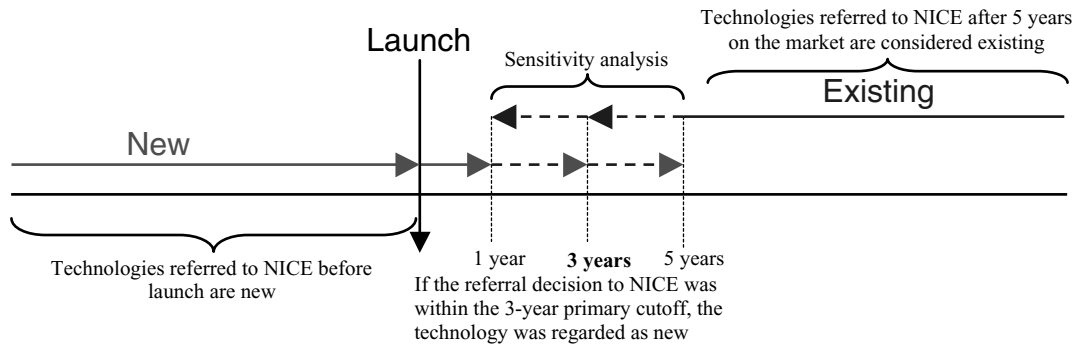 Technologies referred to NICE after 5 years
on the market are considered existing
Launch
Sensitivity analysis
Existing
New
1 year
3 years
5 years
Technologies referred to NICE before
launch are new
If the referral decision to NICE was
within the 3-year primary cutoff, the
technology was regarded as new